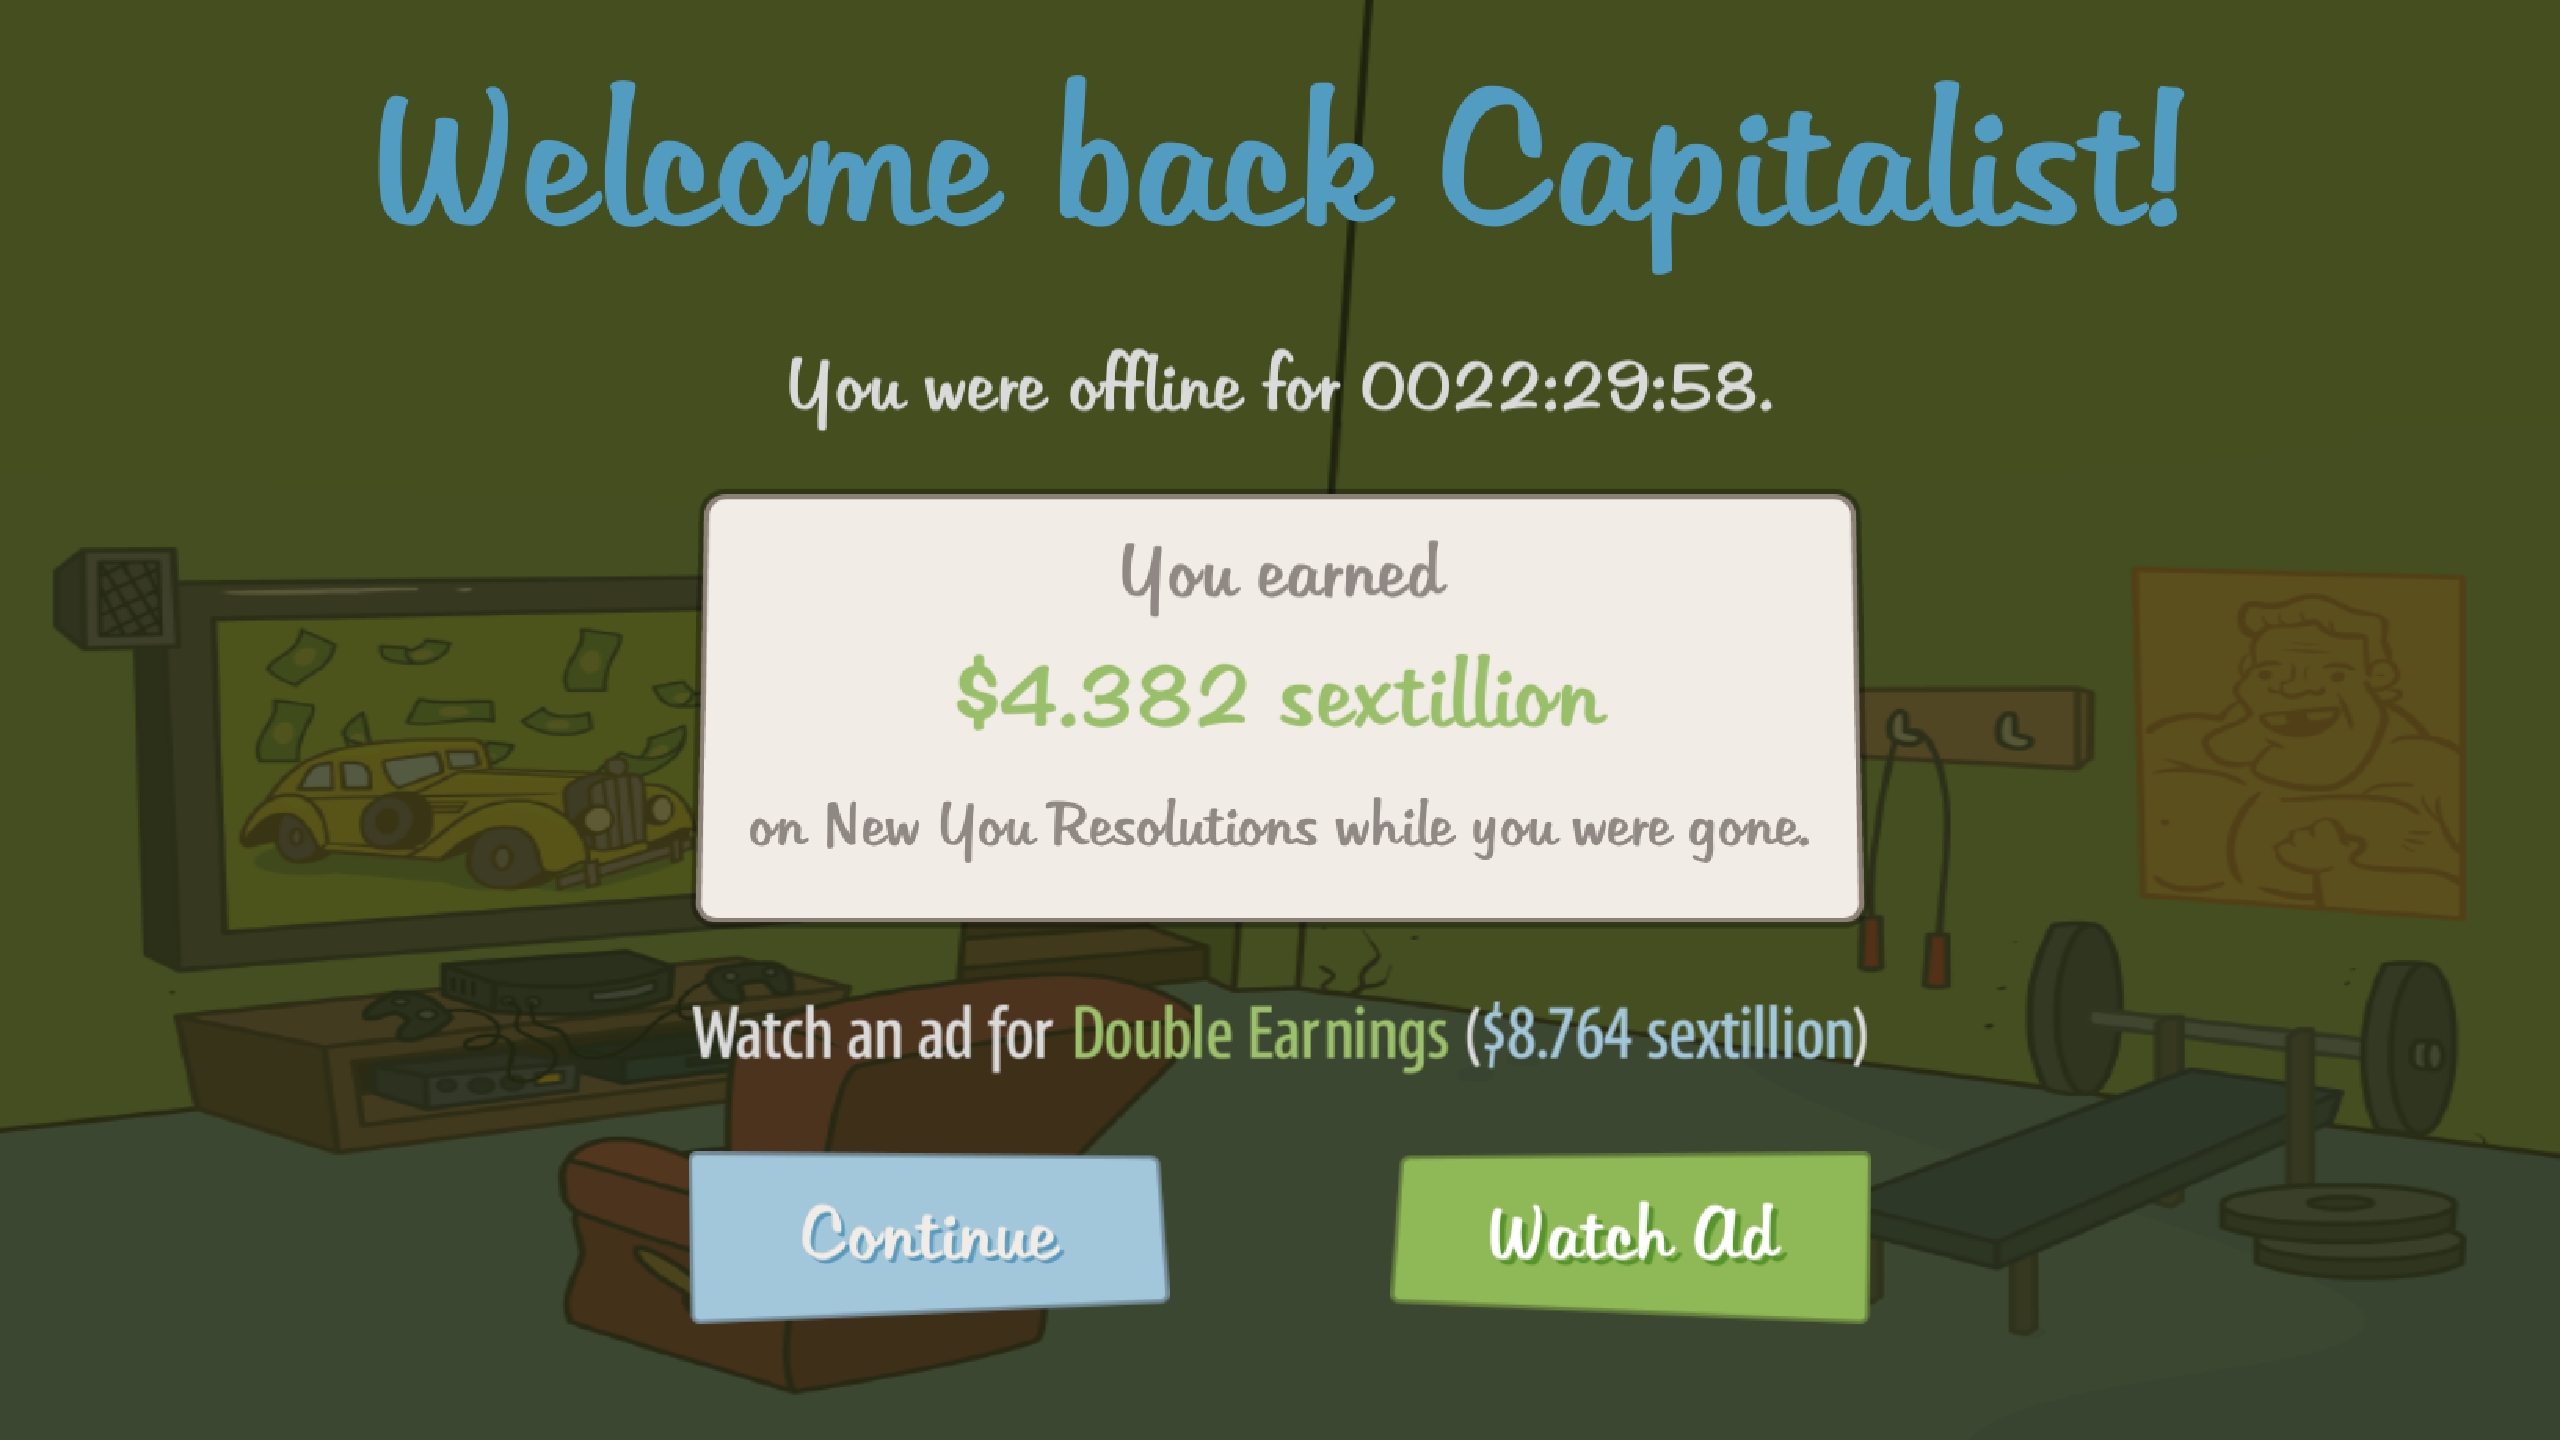 Welcome back Capitalist!
You were offline for 0022:29:58.
You earned
$4.382 sextillion
on New You Resolutions while you were gone.
Watch an ad for Double Earnings ($8.764 sextillion)
Continue
Watch Ad